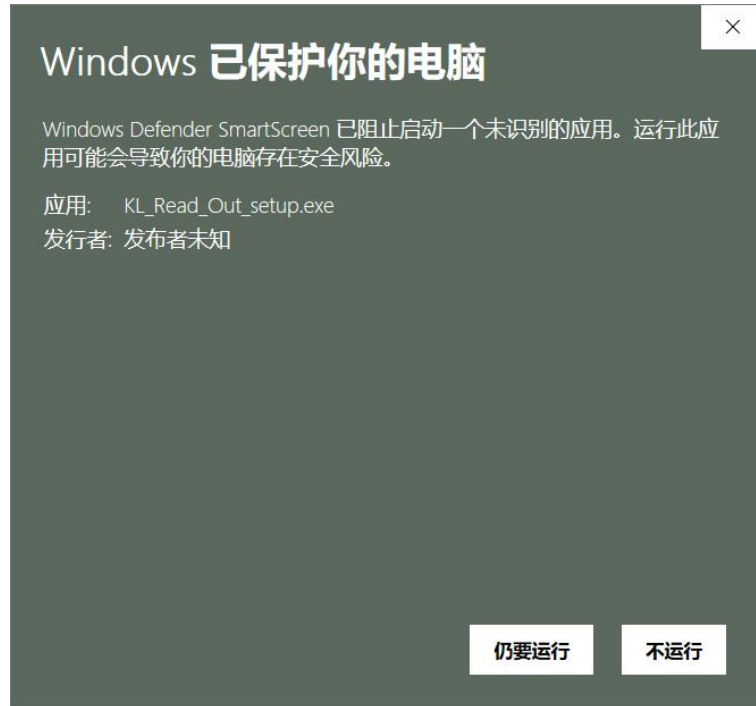 Windows 已保护你的电脑
Windows Defender SmartScreen 已阻止启动一个未识别的应用。运行此应
用可能会导致你的电脑存在安全风险。
应用: KL_Read_Out_setup.exe
发行者: 发布者未知
仍要运行 不运行